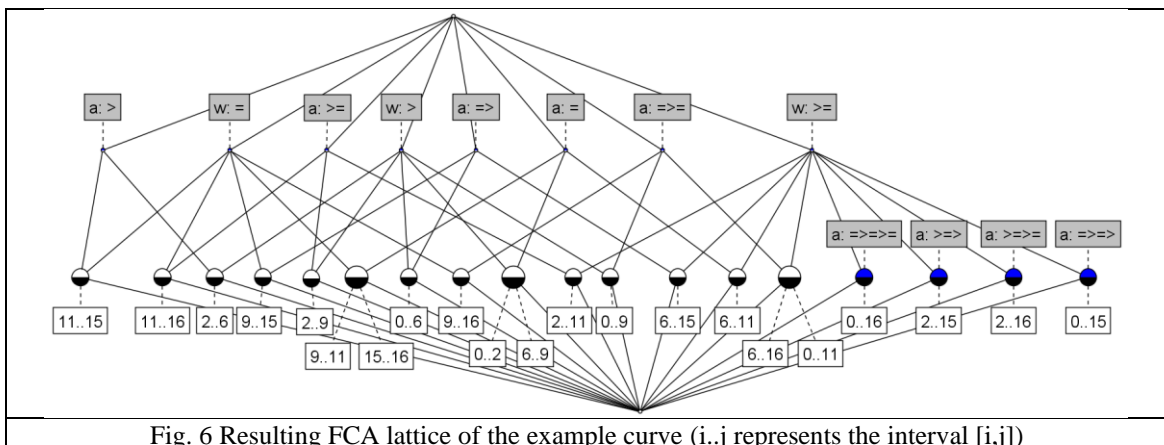 a: >
w: =
a: >=
w: >
a: =>
a: =
a: =>=
w: >=
a: =>=>=
a: >=>
a: >=>=
a: =>=>
11..15
11..16
2..6
9..15
2..9
0..6
9..16
2..11
0..9
6..15
6..11
0..16
2..15
2..16
0..15
9..11
15..16
0..2
6..9
6..16
0..11
Fig. 6 Resulting FCA lattice of the example curve (i..j represents the interval [i,j])